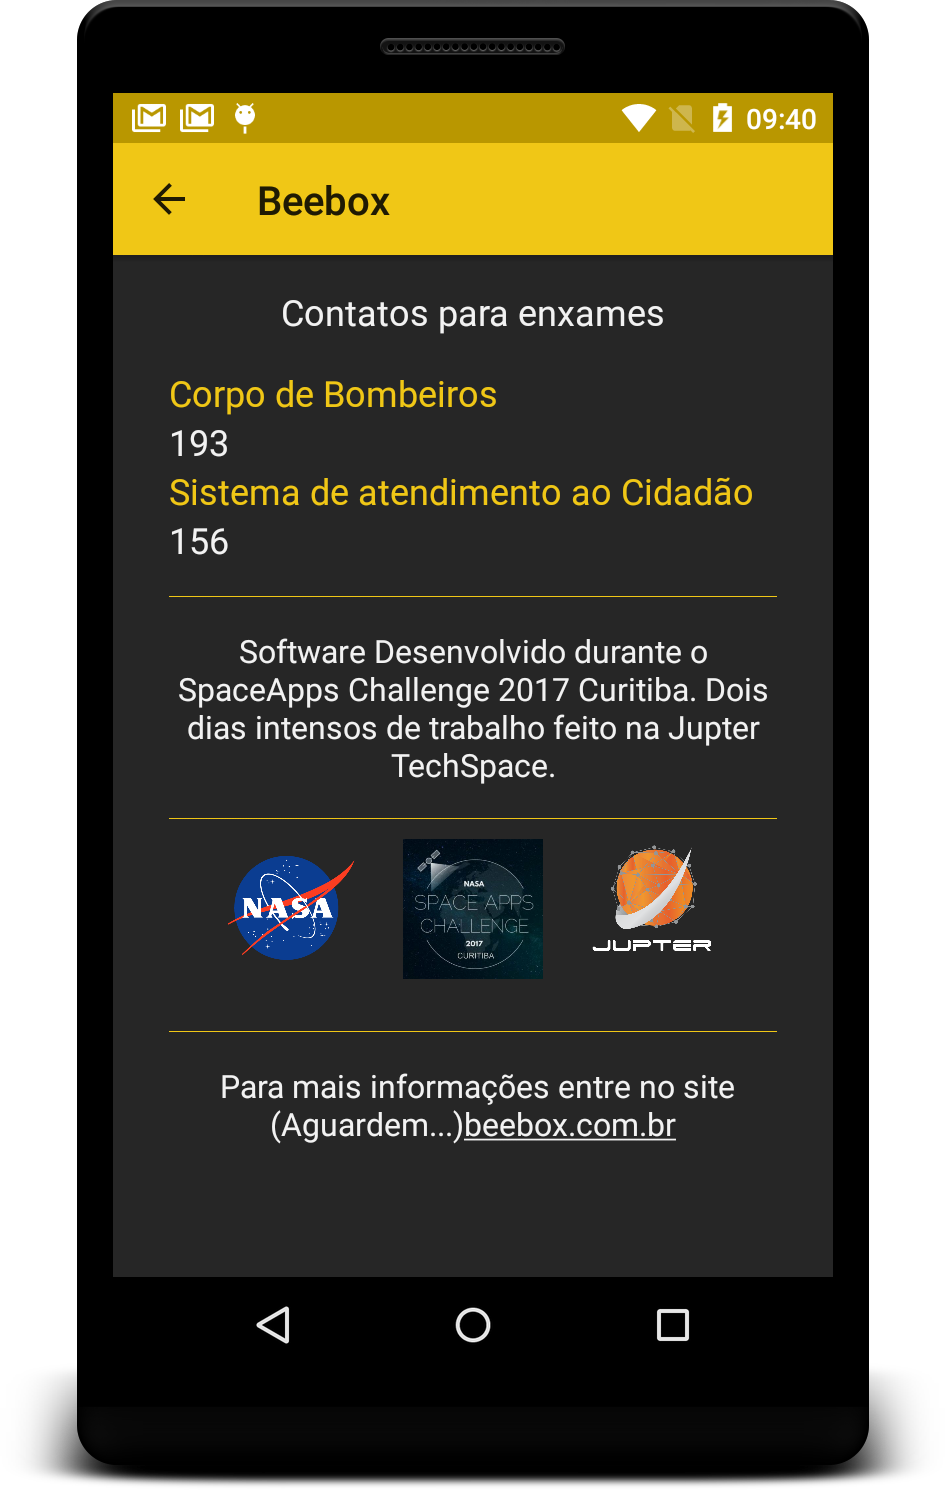 09:40
Beebox
Contatos para enxames
Corpo de Bombeiros
193
Sistema de atendimento ao Cidadão
156
Software Desenvolvido durante o
SpaceApps Challenge 2017 Curitiba. Dois
dias intensos de trabalho feito na Jupter
TechSpace.
NASA
NASA
SPACE APPS
CHALLENGE
2017
CURITIBA
JUPTER
Para mais informações entre no site
(Aguardem...)beebox.com.br